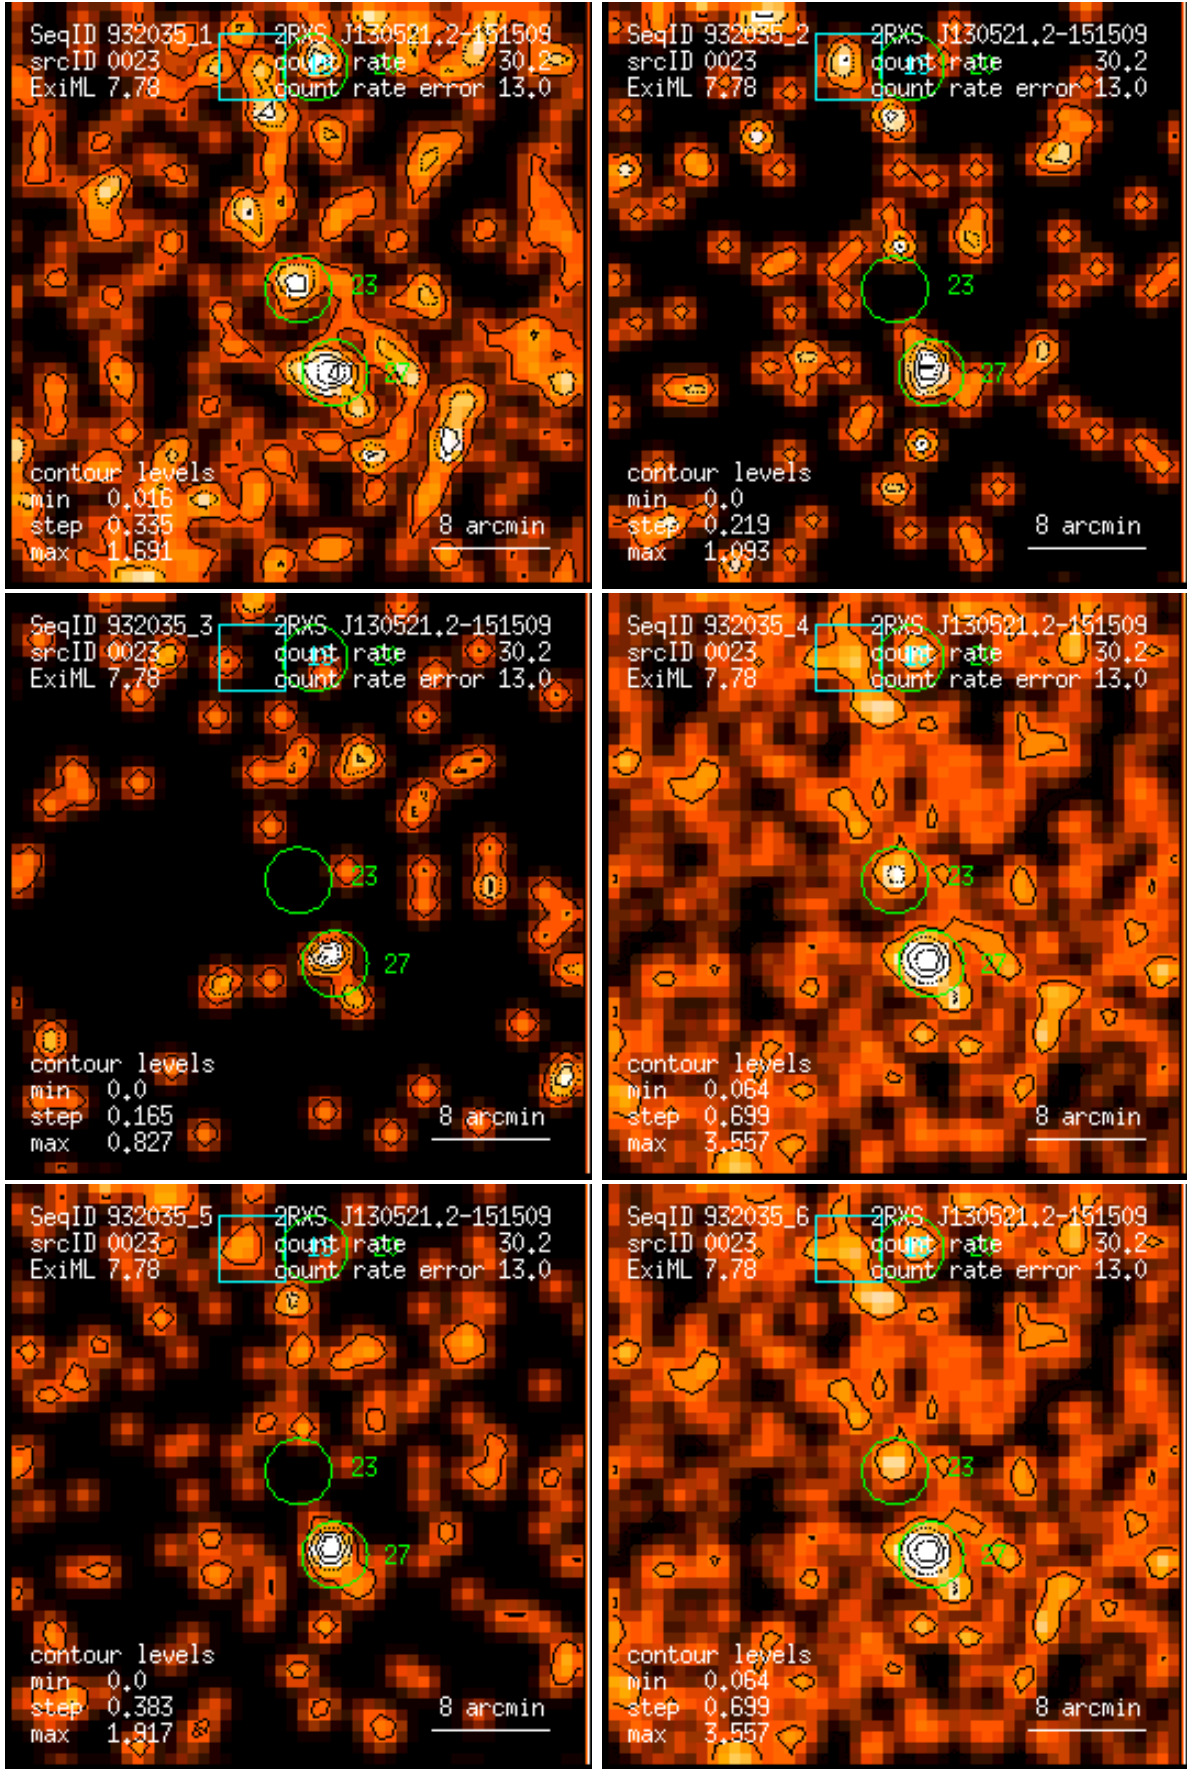 SeqID 932035_1 2RXS J130521.2-151509
srcID 0023 count rate 30.2
ExiML 7.78 count rate error 13.0
23
27
contour levels
min 0.016
step 0.335
max 1.691
8 arcmin
SeqID 932035_2 2RXS J130521.2-151509
srcID 0023 count rate 30.2
ExiML 7.78 count rate error 13.0
23
27
contour levels
min 0.0
step 0.219
max 1.093
8 arcmin
SeqID 932035_3 2RXS J130521.2-151509
srcID 0023 count rate 30.2
ExiML 7.78 count rate error 13.0
23
27
contour levels
min 0.0
step 0.165
max 0.827
8 arcmin
SeqID 932035_4 2RXS J130521.2-151509
srcID 0023 count rate 30.2
ExiML 7.78 count rate error 13.0
23
27
contour levels
min 0.064
step 0.699
max 3.557
8 arcmin
SeqID 932035_5 2RXS J130521.2-151509
srcID 0023 count rate 30.2
ExiML 7.78 count rate error 13.0
23
27
contour levels
min 0.0
step 0.383
max 1.917
8 arcmin
SeqID 932035_6 2RXS J130521.2-151509
srcID 0023 count rate 30.2
ExiML 7.78 count rate error 13.0
23
27
contour levels
min 0.064
step 0.699
max 3.557
8 arcmin